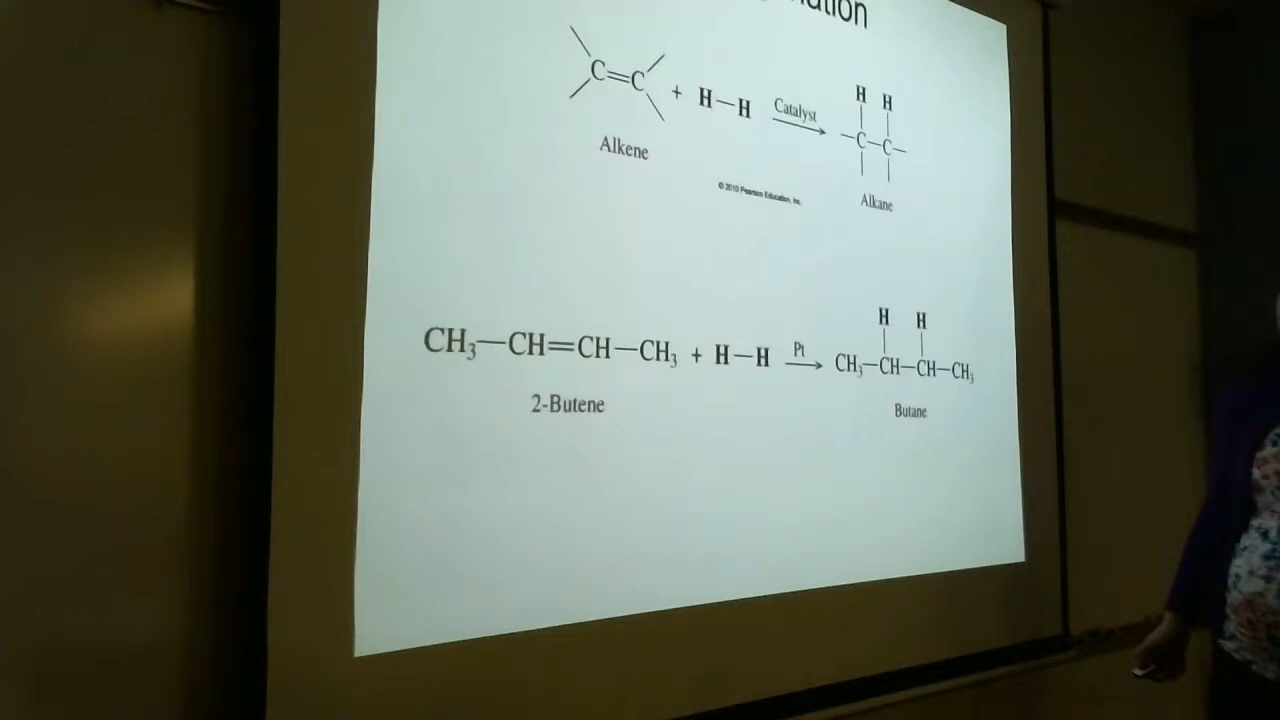 C=C + H—H Catalyst → H H
—C—C—
Alkene
© 2010 Pearson Education, Inc.
Alkane
H H
CH₃—CH=CH—CH₃ + H—H Pt → CH₃—CH—CH—CH₃
2-Butene
Butane